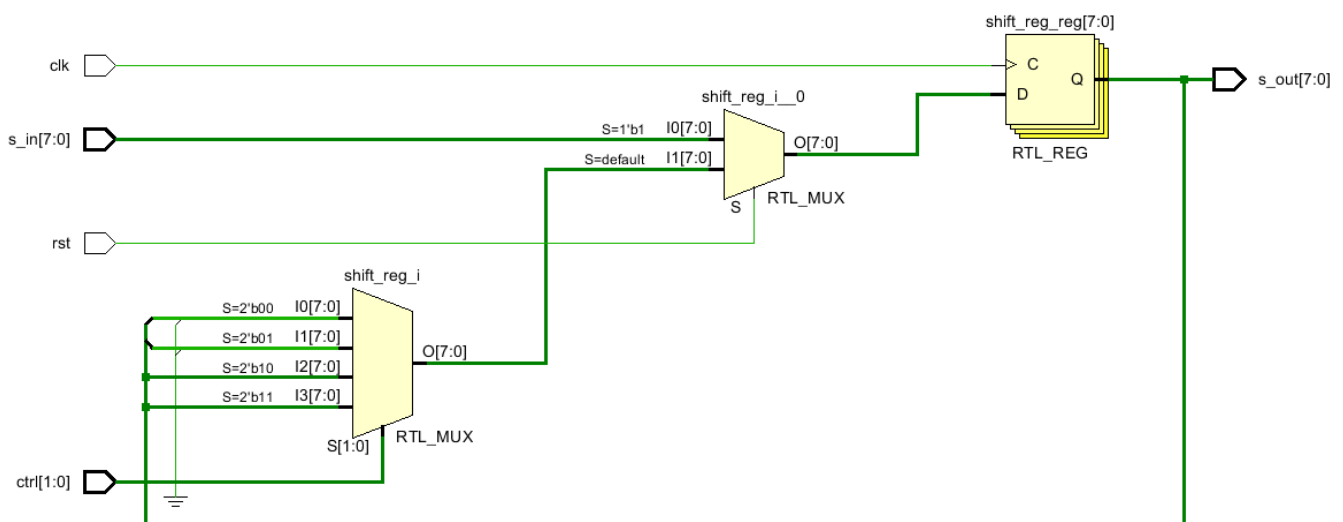 shift_reg_reg[7:0]
clk
C
Q
s_out[7:0]
D
RTL_REG
shift_reg_i__0
s_in[7:0]
S=1'b1
I0[7:0]
S=default
I1[7:0]
O[7:0]
S
RTL_MUX
rst
shift_reg_i
S=2'b00
I0[7:0]
S=2'b01
I1[7:0]
S=2'b10
I2[7:0]
S=2'b11
I3[7:0]
O[7:0]
S[1:0]
RTL_MUX
ctrl[1:0]